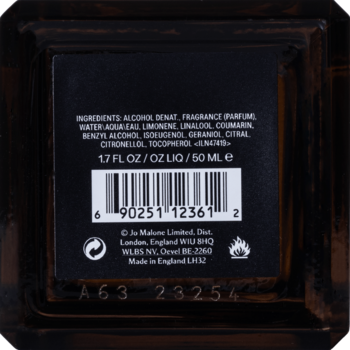 INGREDIENTS: ALCOHOL DENAT., FRAGRANCE (PARFUM),
WATER\AQUA\EAU, LIMONENE, LINALOOL, COUMARIN,
BENZYL ALCOHOL, ISOEUGENOL, GERANIOL, CITRAL,
CITRONELLOL, TOCOPHEROL <ILN47419>
1.7 FL OZ / OZ LIQ / 50 ML ℮
6 90251 12361 2
© Jo Malone Limited. Dist.
London, England W1U 8HQ
WLBS NV, Oevel BE-2260
Made in England LH32
A63 23254